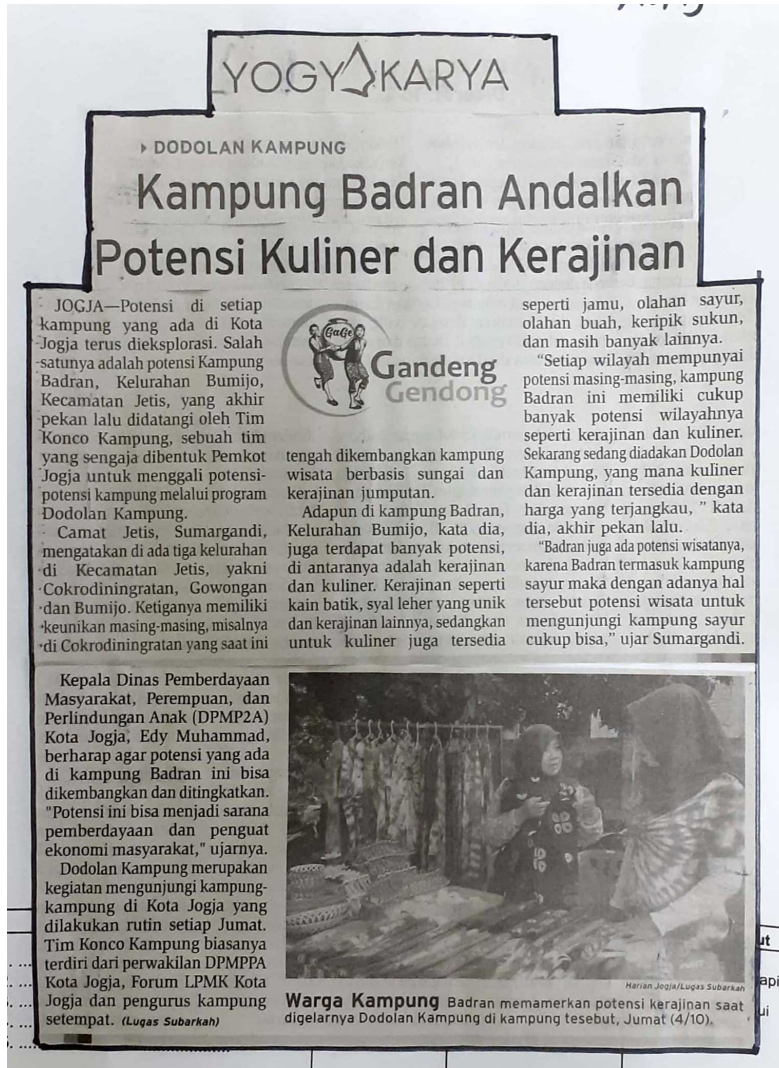 YOGYAKARYA
DODOLAN KAMPUNG
Kampung Badran Andalkan
Potensi Kuliner dan Kerajinan
JOGJA—Potensi di setiap
kampung yang ada di Kota
Jogja terus dieksplorasi. Salah
satunya adalah potensi Kampung
Badran, Kelurahan Bumijo,
Kecamatan Jetis, yang akhir
pekan lalu didatangi oleh Tim
Konco Kampung, sebuah tim
yang sengaja dibentuk Pemkot
Jogja untuk menggali potensi-
potensi kampung melalui program
Dodolan Kampung.
Camat Jetis, Sumargandi,
mengatakan di ada tiga kelurahan
di Kecamatan Jetis, yakni
Cokrodiningratan, Gowongan
dan Bumijo. Ketiganya memiliki
keunikan masing-masing, misalnya
di Cokrodiningratan yang saat ini
GaGe
Gandeng
Gendong
tengah dikembangkan kampung
wisata berbasis sungai dan
kerajinan jumputan.
Adapun di kampung Badran,
Kelurahan Bumijo, kata dia,
juga terdapat banyak potensi,
di antaranya adalah kerajinan
dan kuliner. Kerajinan seperti
kain batik, syal leher yang unik
dan kerajinan lainnya, sedangkan
untuk kuliner juga tersedia
seperti jamu, olahan sayur,
olahan buah, keripik sukun,
dan masih banyak lainnya.
"Setiap wilayah mempunyai
potensi masing-masing, kampung
Badran ini memiliki cukup
banyak potensi wilayahnya
seperti kerajinan dan kuliner.
Sekarang sedang diadakan Dodolan
Kampung, yang mana kuliner
dan kerajinan tersedia dengan
harga yang terjangkau, " kata
dia, akhir pekan lalu.
"Badran juga ada potensi wisatanya,
karena Badran termasuk kampung
sayur maka dengan adanya hal
tersebut potensi wisata untuk
mengunjungi kampung sayur
cukup bisa," ujar Sumargandi.
Kepala Dinas Pemberdayaan
Masyarakat, Perempuan, dan
Perlindungan Anak (DPMP2A)
Kota Jogja, Edy Muhammad,
berharap agar potensi yang ada
di kampung Badran ini bisa
dikembangkan dan ditingkatkan.
"Potensi ini bisa menjadi sarana
pemberdayaan dan penguat
ekonomi masyarakat," ujarnya.
Dodolan Kampung merupakan
kegiatan mengunjungi kampung-
kampung di Kota Jogja yang
dilakukan rutin setiap Jumat.
Tim Konco Kampung biasanya
terdiri dari perwakilan DPMPPA
Kota Jogja, Forum LPMK Kota
Jogja dan pengurus kampung
setempat. (Lugas Subarkah)
Harian Jogja/Lugas Subarkah
Warga Kampung Badran memamerkan potensi kerajinan saat
digelarnya Dodolan Kampung di kampung tesebut, Jumat (4/10).